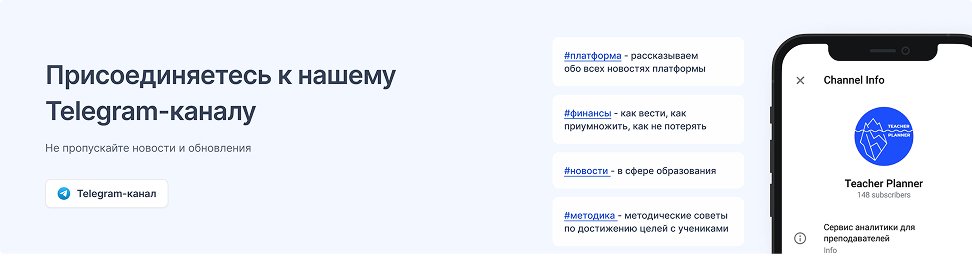 Присоединяетесь к нашему
Telegram-каналу
Не пропускайте новости и обновления
Telegram-канал
#платформа - рассказываем
обо всех новостях платформы
#финансы - как вести, как
приумножить, как не потерять
#новости - в сфере образования
#методика - методические советы
по достижению целей с учениками
Channel Info
TEACHER
PLANNER
Teacher Planner
148 subscribers
Сервис аналитики для
преподавателей
Info